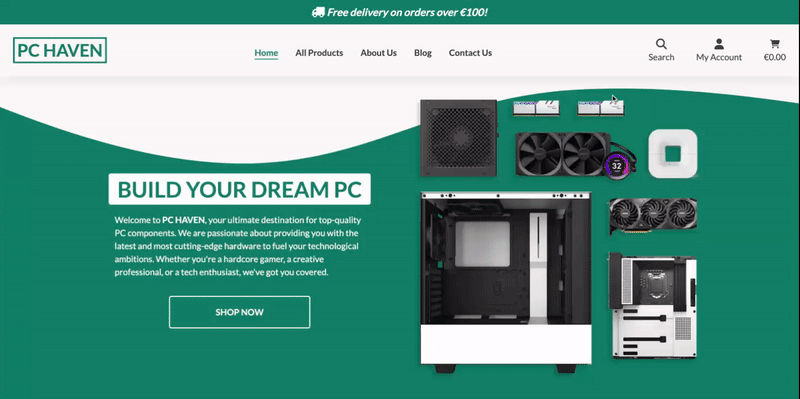 Free delivery on orders over €100!
PC HAVEN
Home All Products About Us Blog Contact Us
Search My Account €0.00
BUILD YOUR DREAM PC
Welcome to PC HAVEN, your ultimate destination for top-quality
PC components. We are passionate about providing you with the
latest and most cutting-edge hardware to fuel your technological
ambitions. Whether you're a hardcore gamer, a creative
professional, or a tech enthusiast, we've got you covered.
SHOP NOW
32